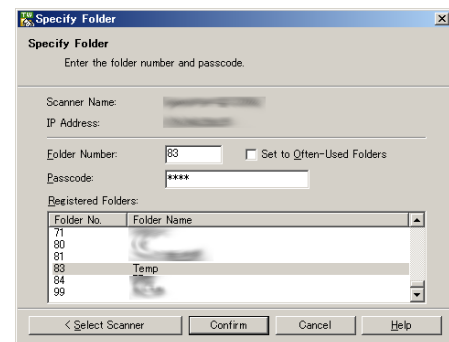 TW
Specify Folder
Specify Folder
Enter the folder number and passcode.
Scanner Name:
IP Address:
Folder Number: 83 Set to Often-Used Folders
Passcode: ****
Registered Folders:
Folder No. Folder Name
71
80
81
83 Temp
84
99
< Select Scanner Confirm Cancel Help